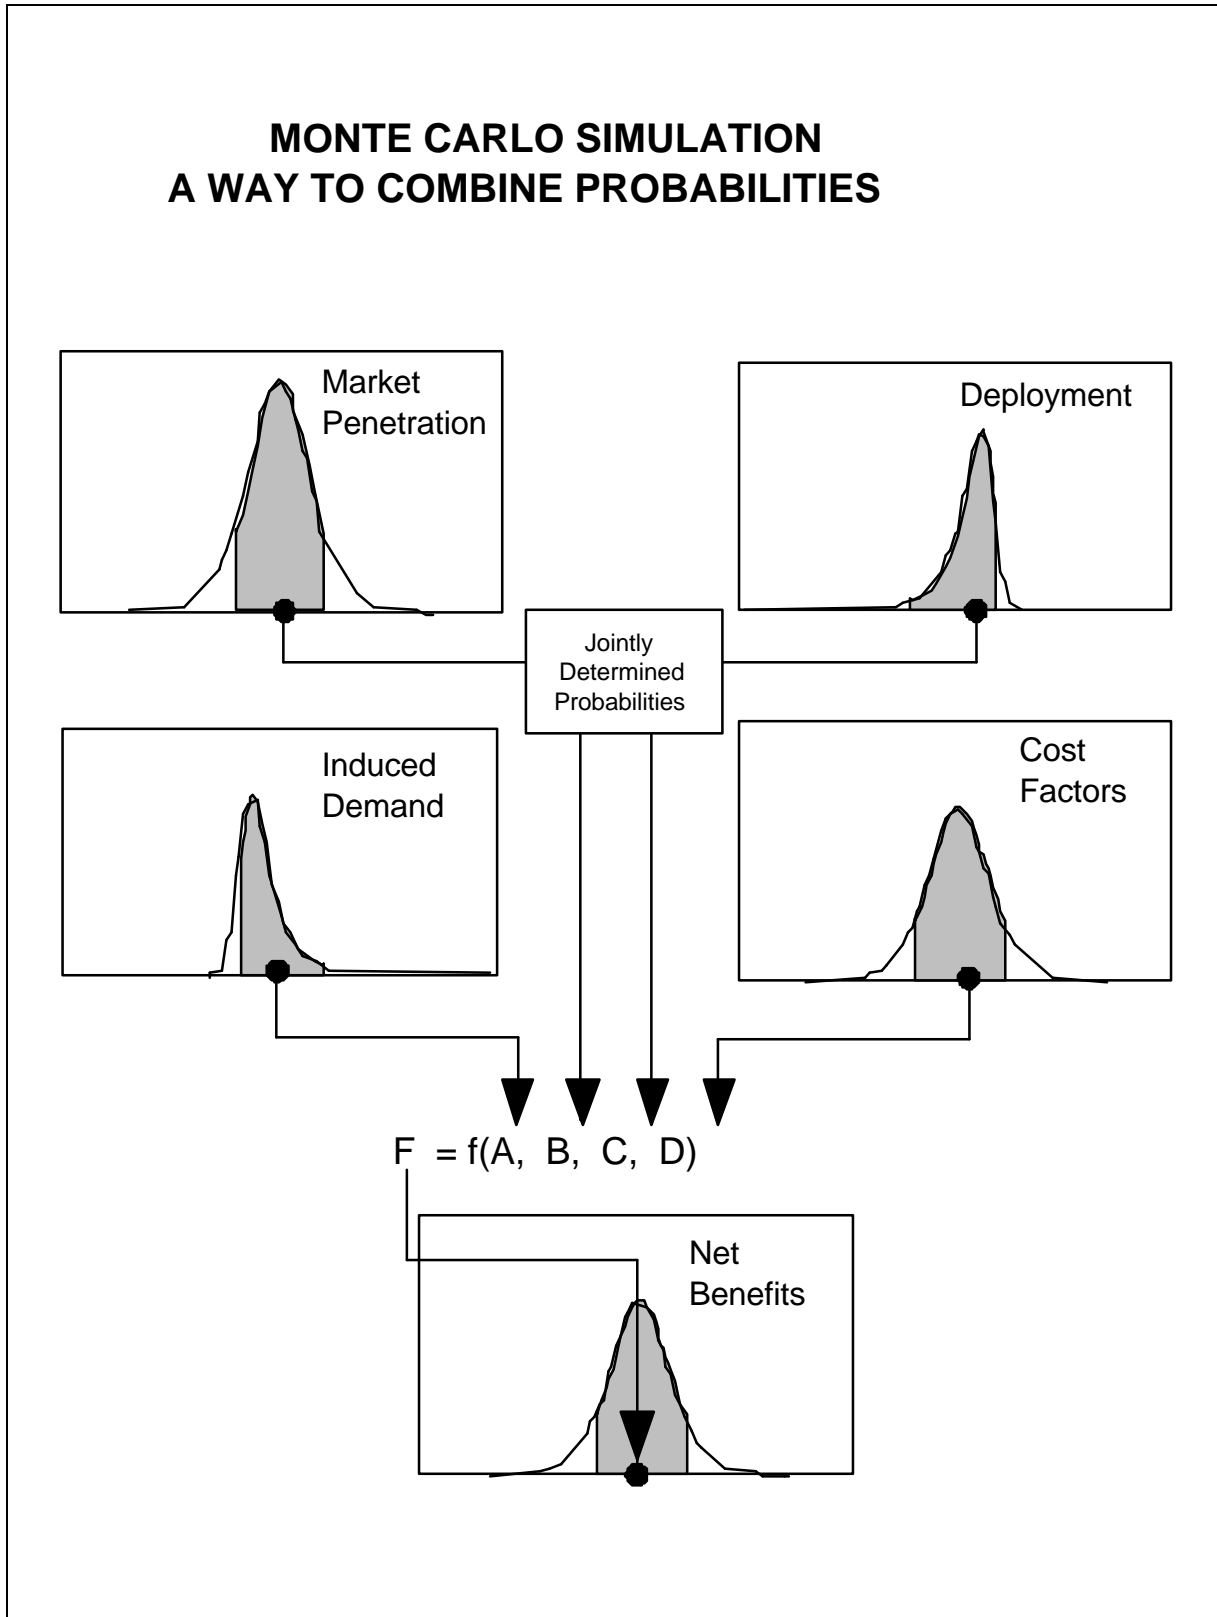 MONTE CARLO SIMULATION
A WAY TO COMBINE PROBABILITIES
Market
Penetration
Deployment
Jointly
Determined
Probabilities
Induced
Demand
Cost
Factors
F = f(A, B, C, D)
Net
Benefits